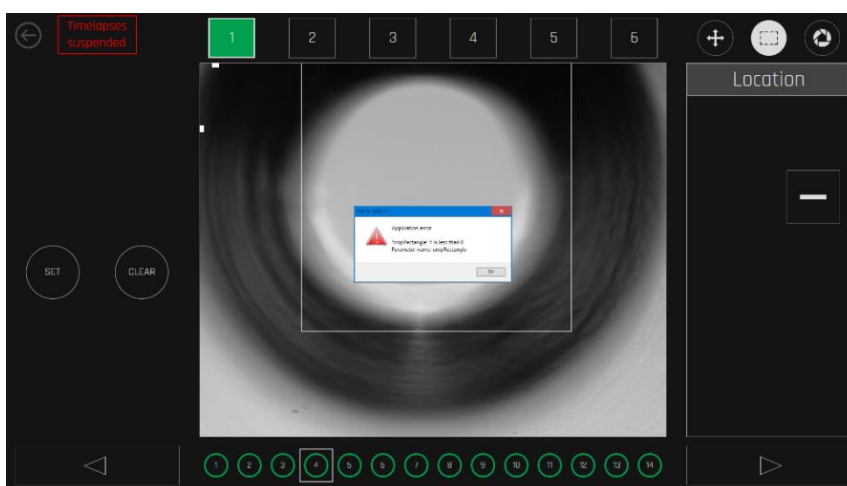 Timelapses
suspended
1 2 3 4 5 6
Location
Application error
'cropRectangle' Y is less than 0
Parameter name: cropRectangle
OK
SET CLEAR
1 2 3 4 5 6 7 8 9 10 11 12 13 14